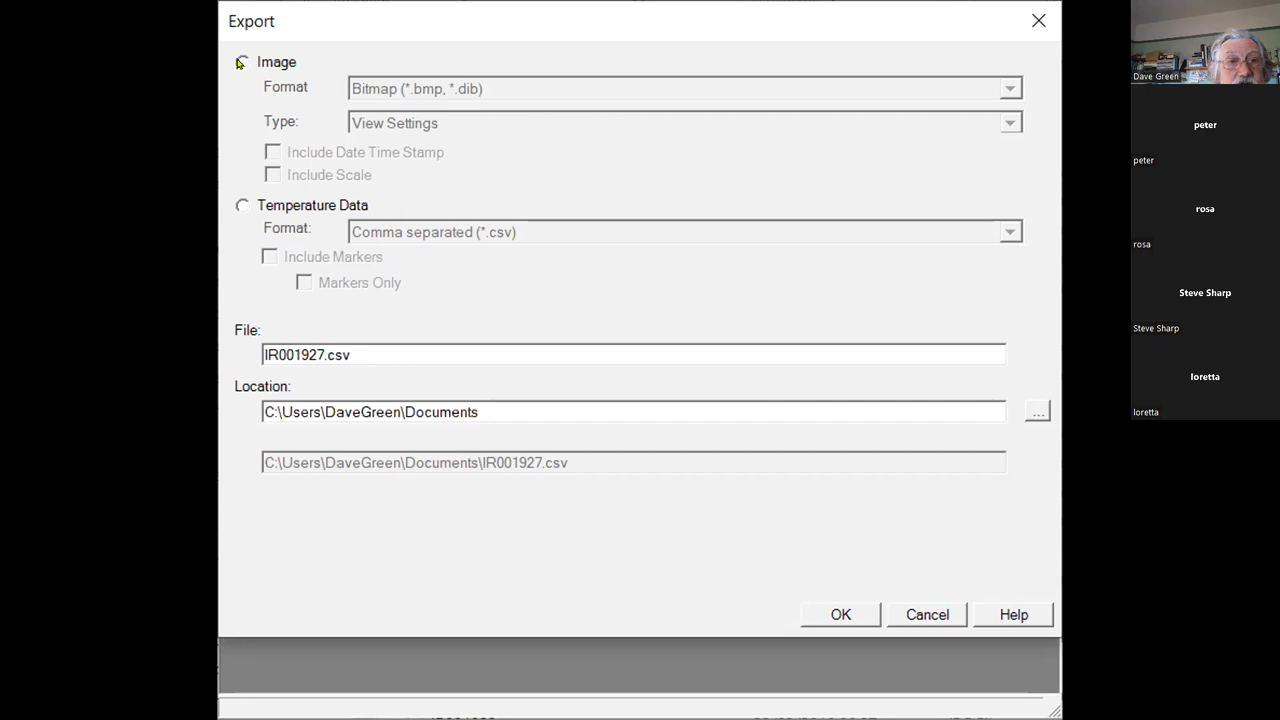 Export
Image
Format
Bitmap (*.bmp, *.dib)
Type:
View Settings
Include Date Time Stamp
Include Scale
Temperature Data
Format:
Comma separated (*.csv)
Include Markers
Markers Only
File:
IR001927.csv
Location:
C:\Users\DaveGreen\Documents
...
C:\Users\DaveGreen\Documents\IR001927.csv
OK
Cancel
Help
Dave Green
peter
peter
rosa
rosa
Steve Sharp
Steve Sharp
loretta
loretta